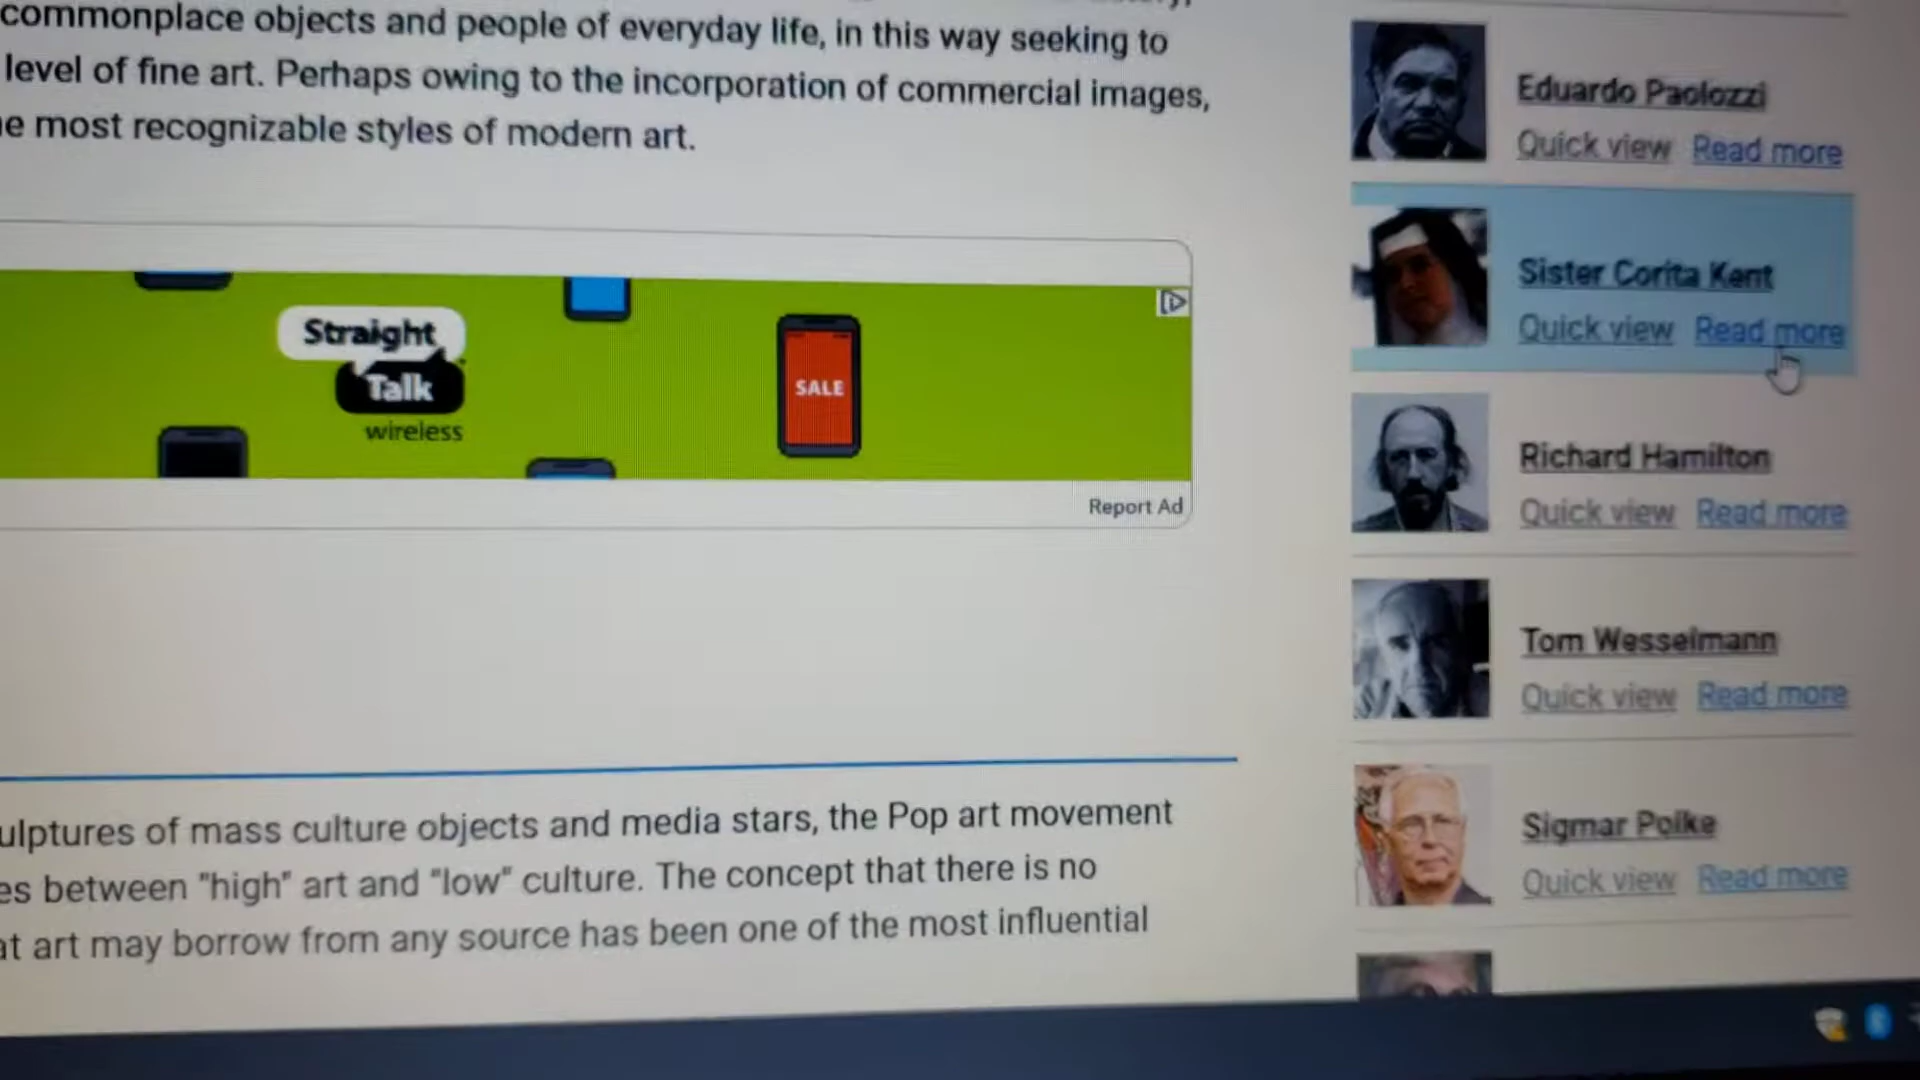 commonplace objects and people of everyday life, in this way seeking to
level of fine art. Perhaps owing to the incorporation of commercial images,
e most recognizable styles of modern art.
Straight
Talk
wireless
SALE
Report Ad
ulptures of mass culture objects and media stars, the Pop art movement
es between "high" art and "low" culture. The concept that there is no
at art may borrow from any source has been one of the most influential
Eduardo Paolozzi
Quick view Read more
Sister Corita Kent
Quick view Read more
Richard Hamilton
Quick view Read more
Tom Wesselmann
Quick view Read more
Sigmar Polke
Quick view Read more